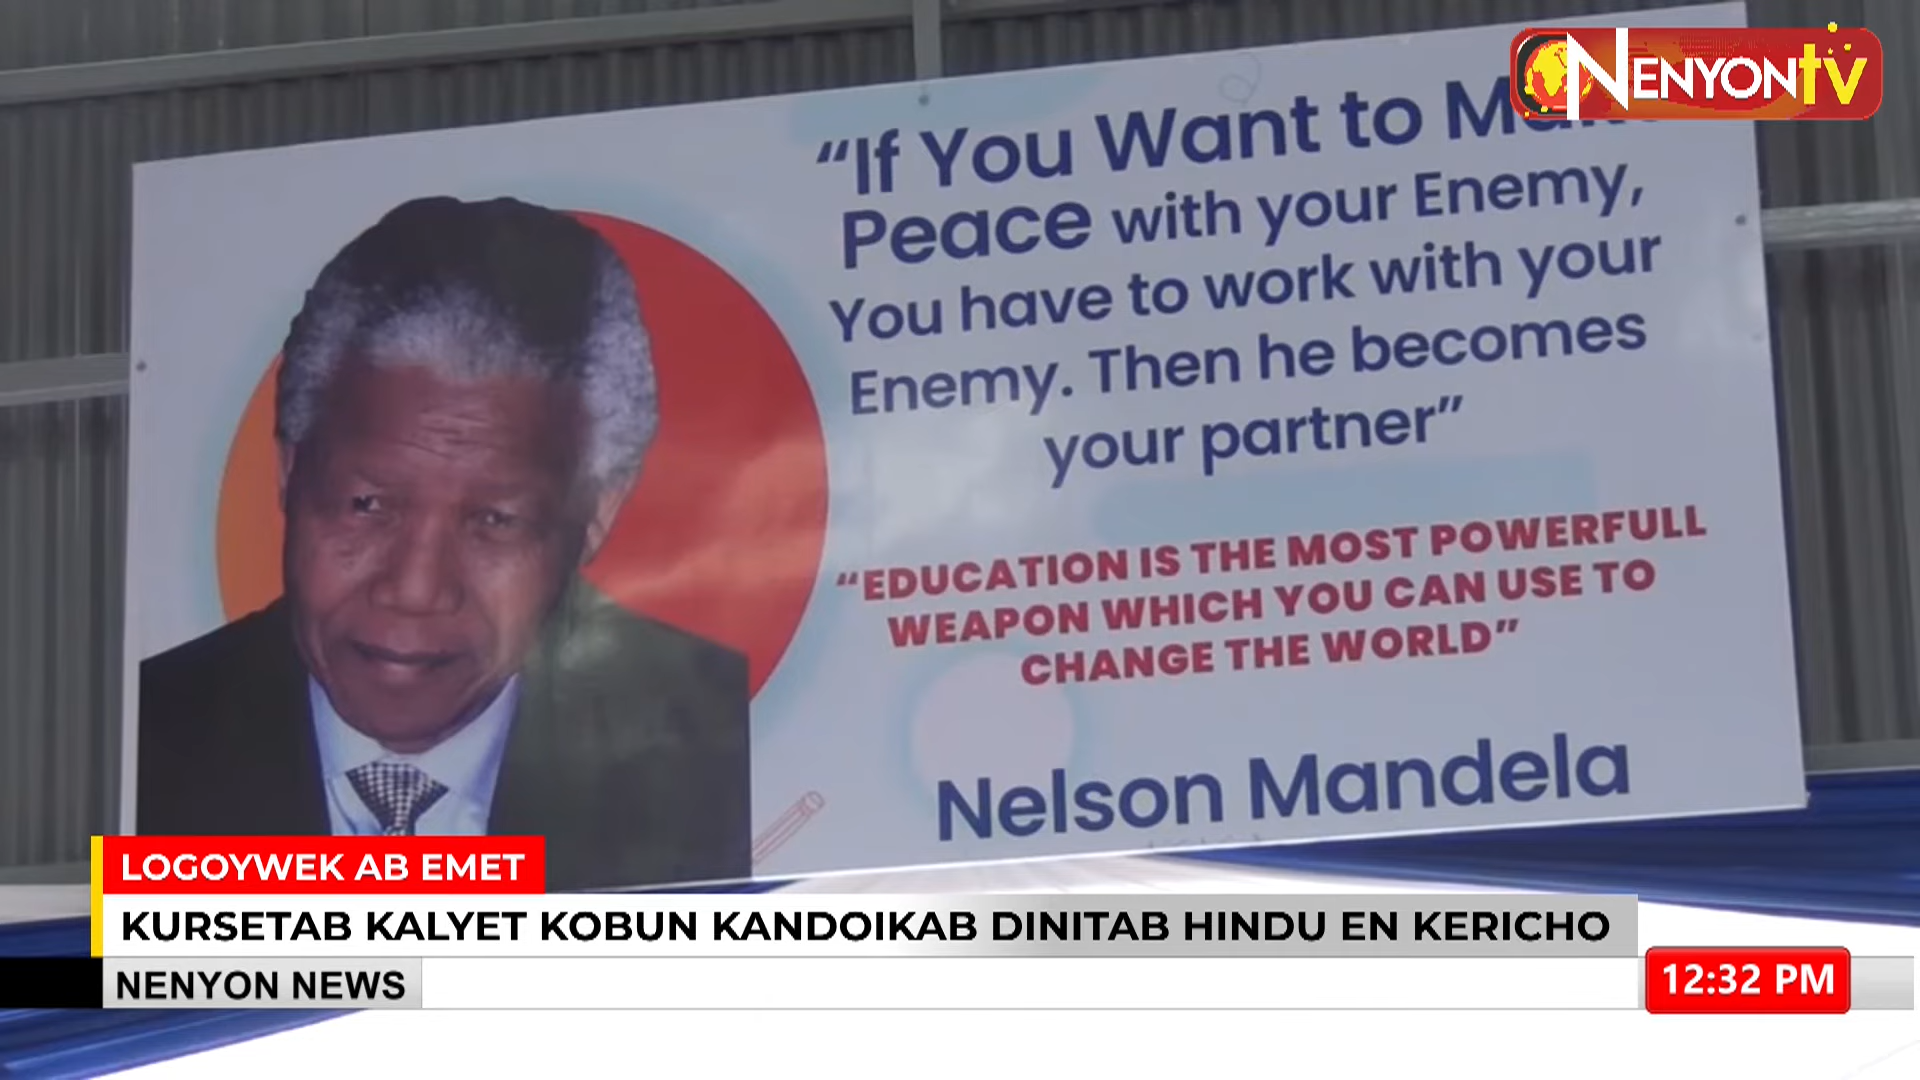 NENYONTV
“If You Want to Make
Peace with your Enemy,
You have to work with your
Enemy. Then he becomes
your partner”
“EDUCATION IS THE MOST POWERFULL
WEAPON WHICH YOU CAN USE TO
CHANGE THE WORLD”
Nelson Mandela
LOGOYWEK AB EMET
KURSETAB KALYET KOBUN KANDOIKAB DINITAB HINDU EN KERICHO
NENYON NEWS
12:32 PM